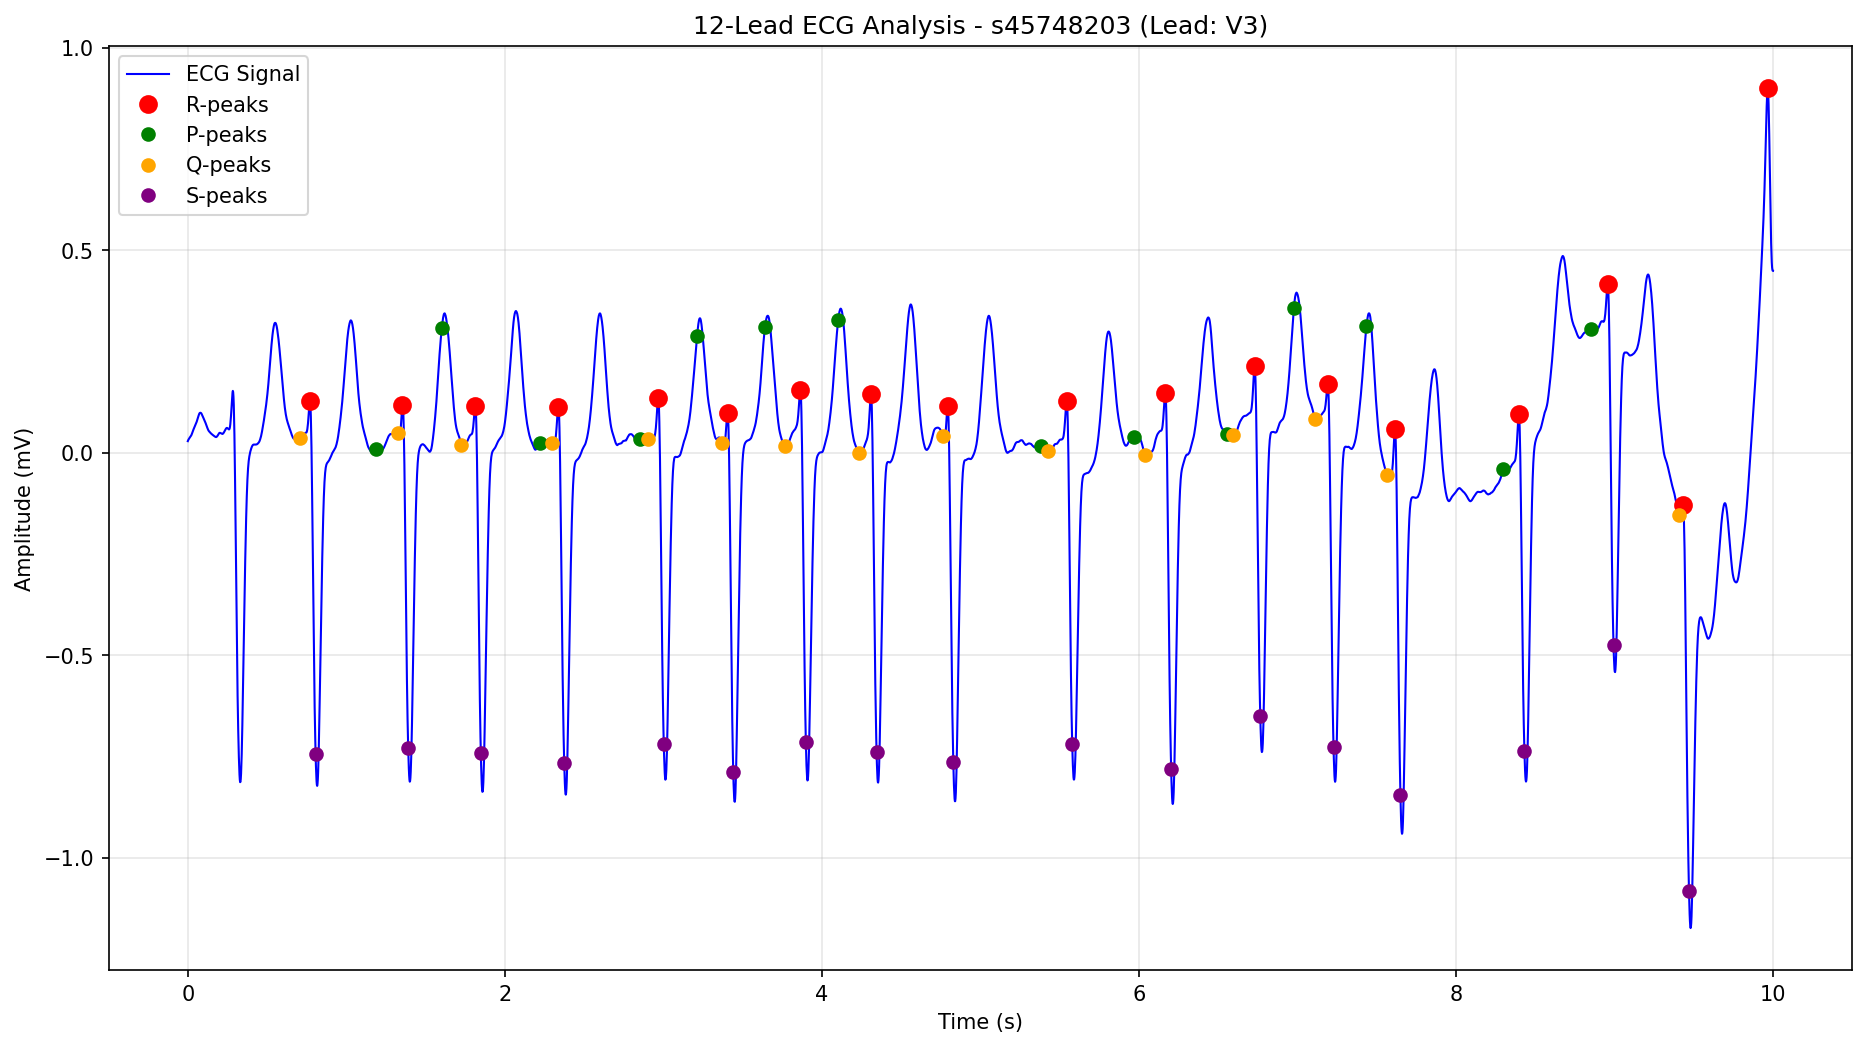 12-Lead ECG Analysis - s45748203 (Lead: V3)
ECG Signal
R-peaks
P-peaks
Q-peaks
S-peaks
Amplitude (mV)
1.0
0.5
0.0
−0.5
−1.0
0 2 4 6 8 10
Time (s)